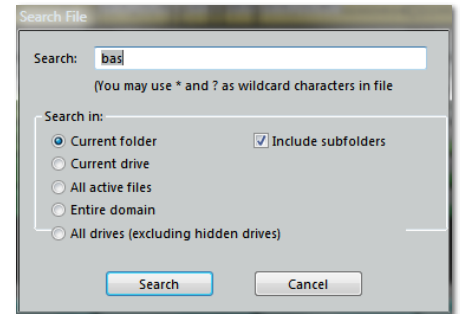 Search File
Search: bas
(You may use * and ? as wildcard characters in file
Search in:
Current folder Include subfolders
Current drive
All active files
Entire domain
All drives (excluding hidden drives)
Search Cancel